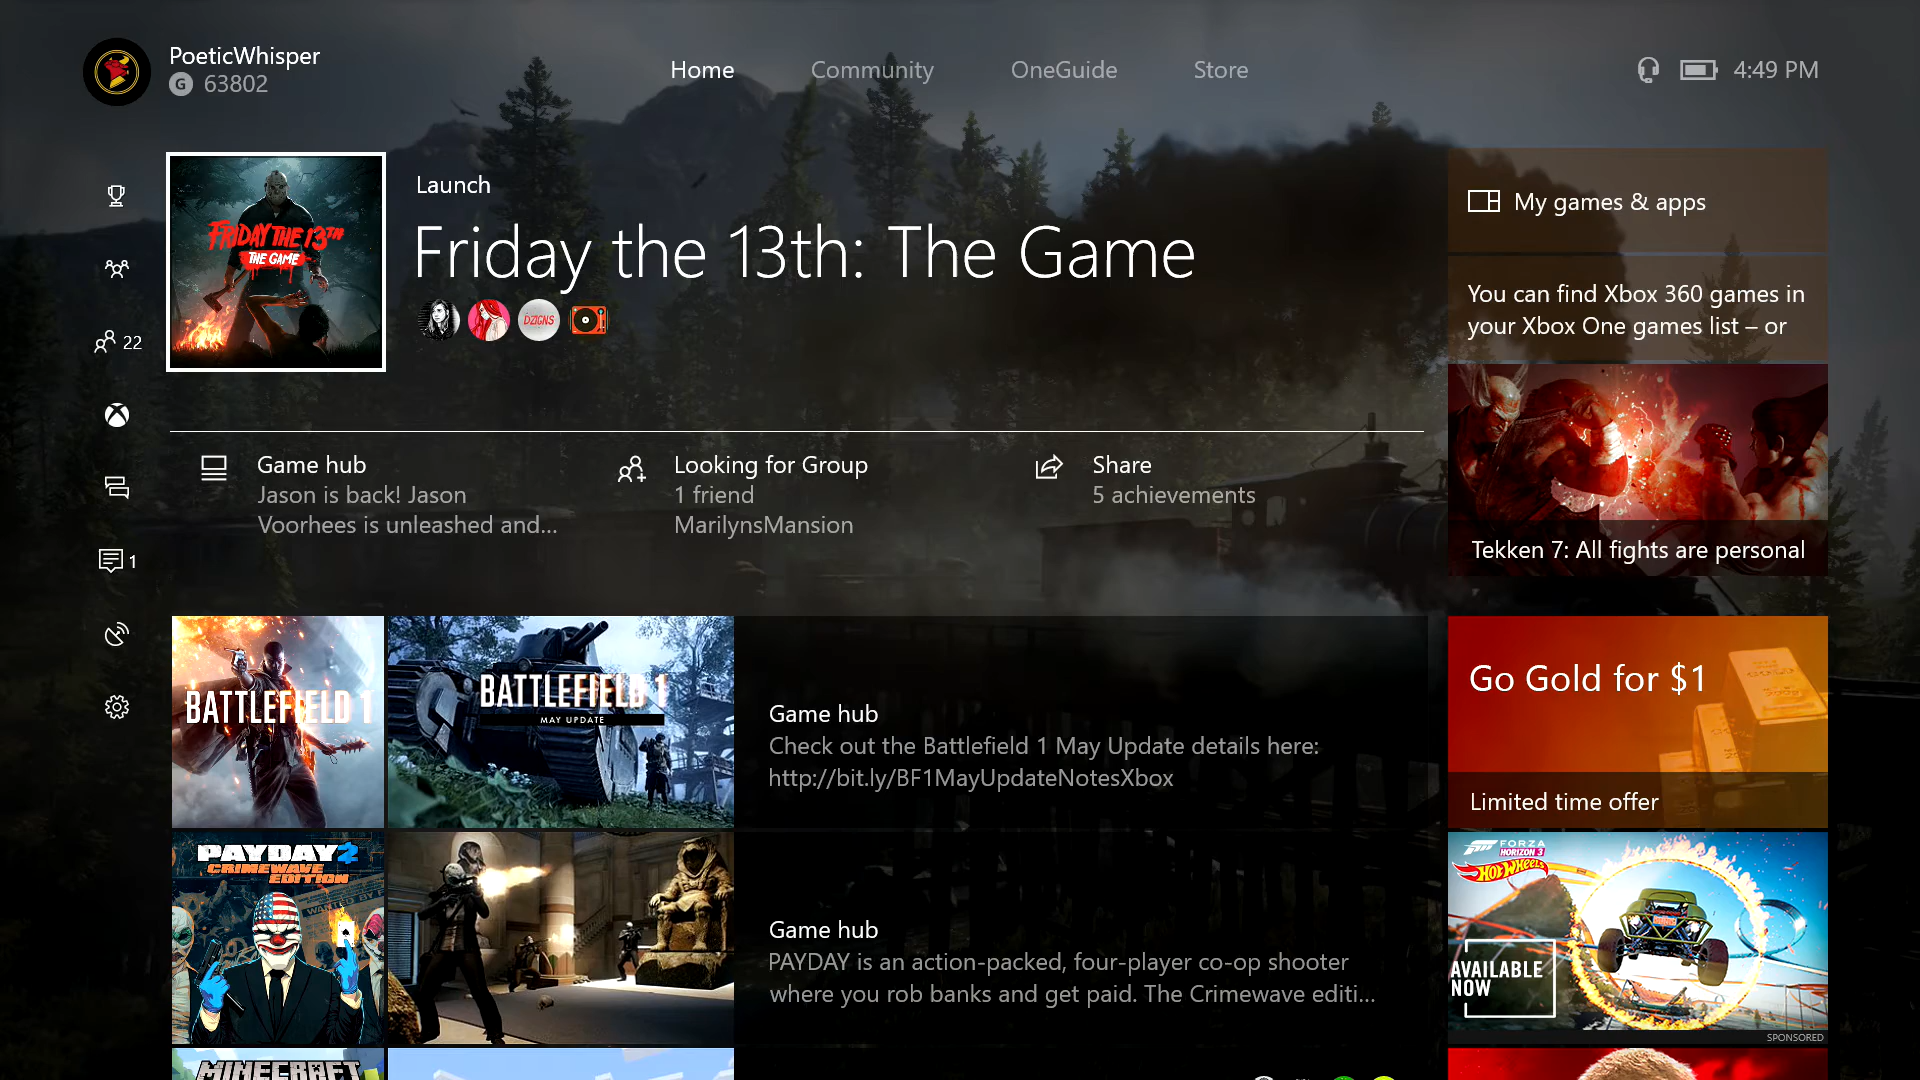 PoeticWhisper
G 63802
Home
Community
OneGuide
Store
4:49 PM
FRIDAY THE 13TH
THE GAME
Launch
Friday the 13th: The Game
DZIGNS
My games & apps
You can find Xbox 360 games in
your Xbox One games list – or
22
Game hub
Jason is back! Jason
Voorhees is unleashed and...
Looking for Group
1 friend
MarilynsMansion
Share
5 achievements
Tekken 7: All fights are personal
1
BATTLEFIELD 1
BATTLEFIELD 1
MAY UPDATE
Game hub
Check out the Battlefield 1 May Update details here:
http://bit.ly/BF1MayUpdateNotesXbox
Go Gold for $1
Limited time offer
PAYDAY 2
CRIMEWAVE
EDITION
WANTED BY
Game hub
PAYDAY is an action-packed, four-player co-op shooter
where you rob banks and get paid. The Crimewave editi...
FORZA
HORIZON 3
HOT WHEELS
AVAILABLE
NOW
SPONSORED
MINECRAFT